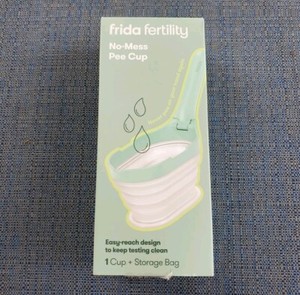 frida fertility
No-Mess
Pee Cup
Easy-reach design
to keep testing clean
1 Cup + Storage Bag